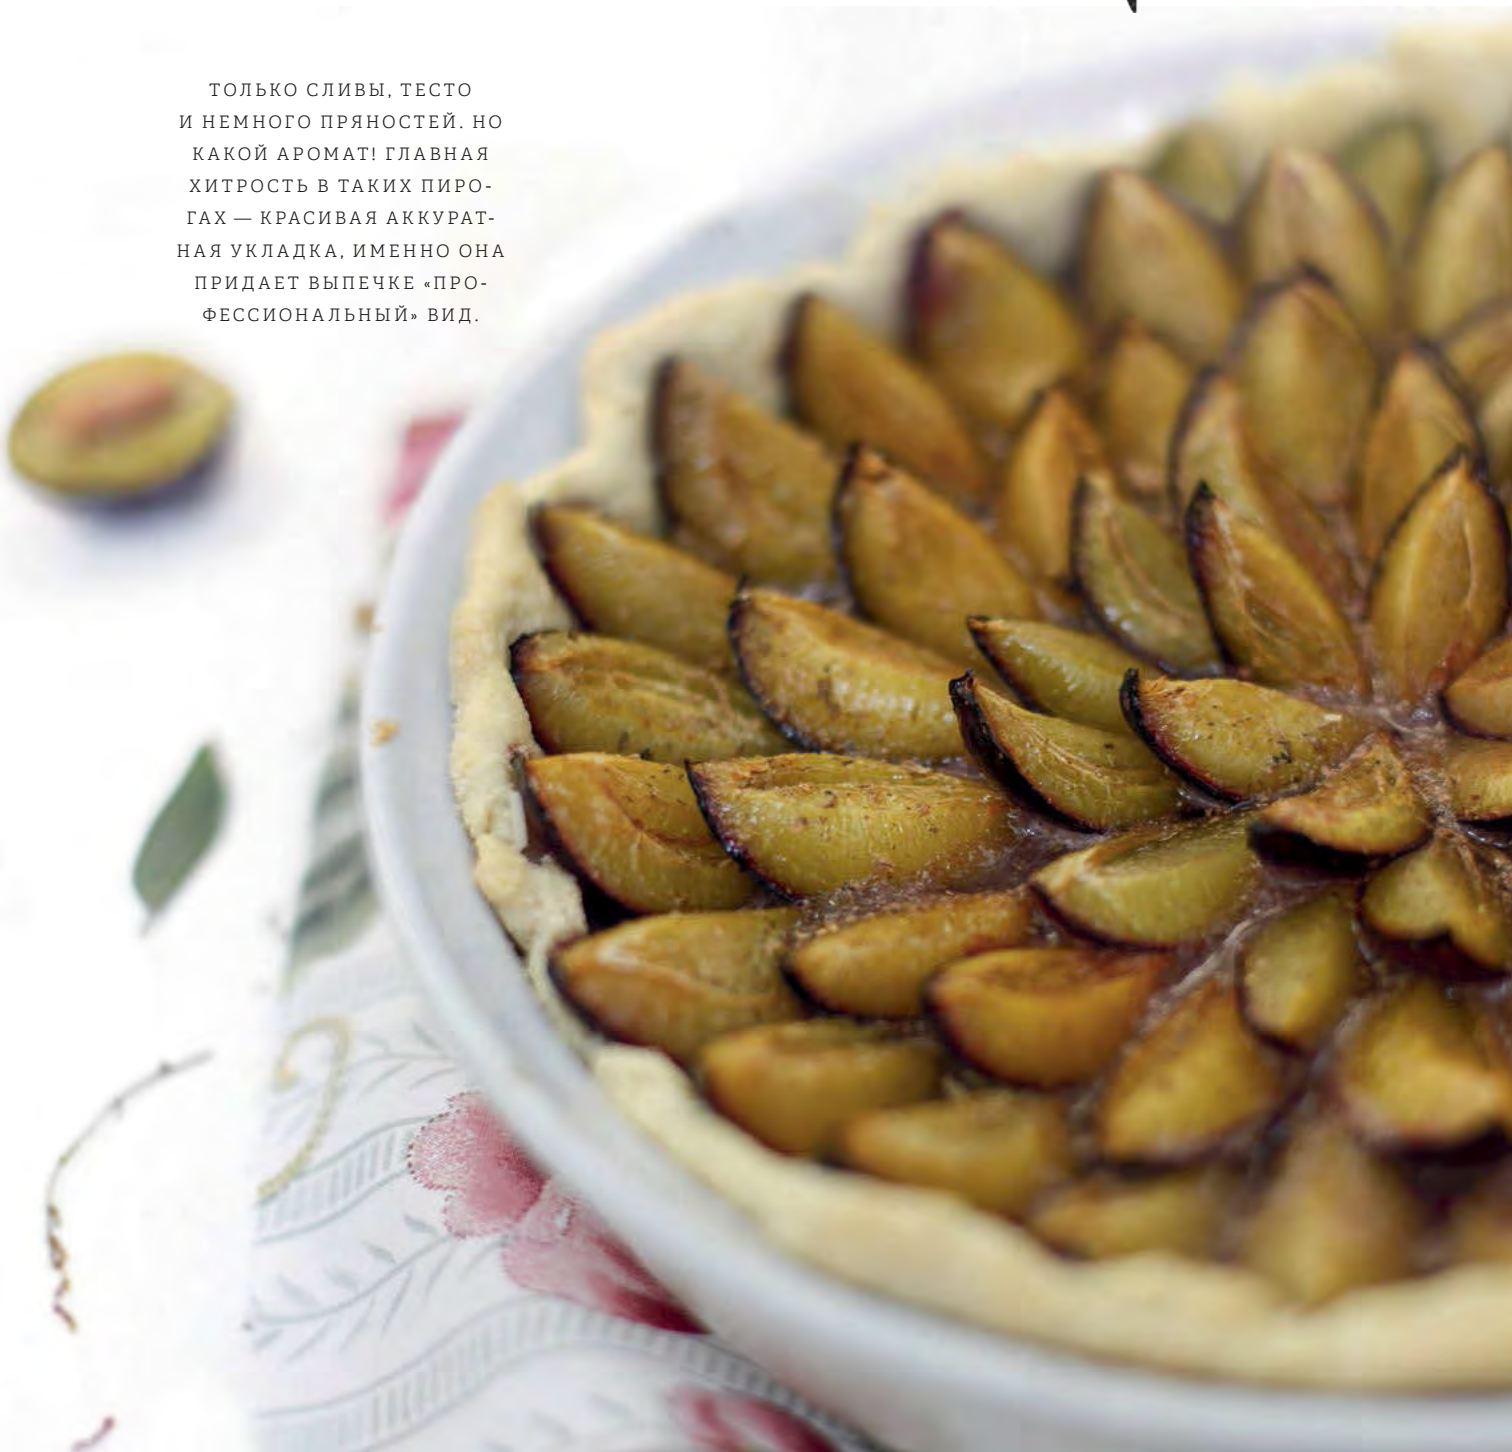 ТОЛЬКО СЛИВЫ, ТЕСТО
И НЕМНОГО ПРЯНОСТЕЙ. НО
КАКОЙ АРОМАТ! ГЛАВНАЯ
ХИТРОСТЬ В ТАКИХ ПИРО-
ГАХ — КРАСИВАЯ АККУРАТ-
НАЯ УКЛАДКА, ИМЕННО ОНА
ПРИДАЕТ ВЫПЕЧКЕ «ПРО-
ФЕССИОНАЛЬНЫЙ» ВИД.